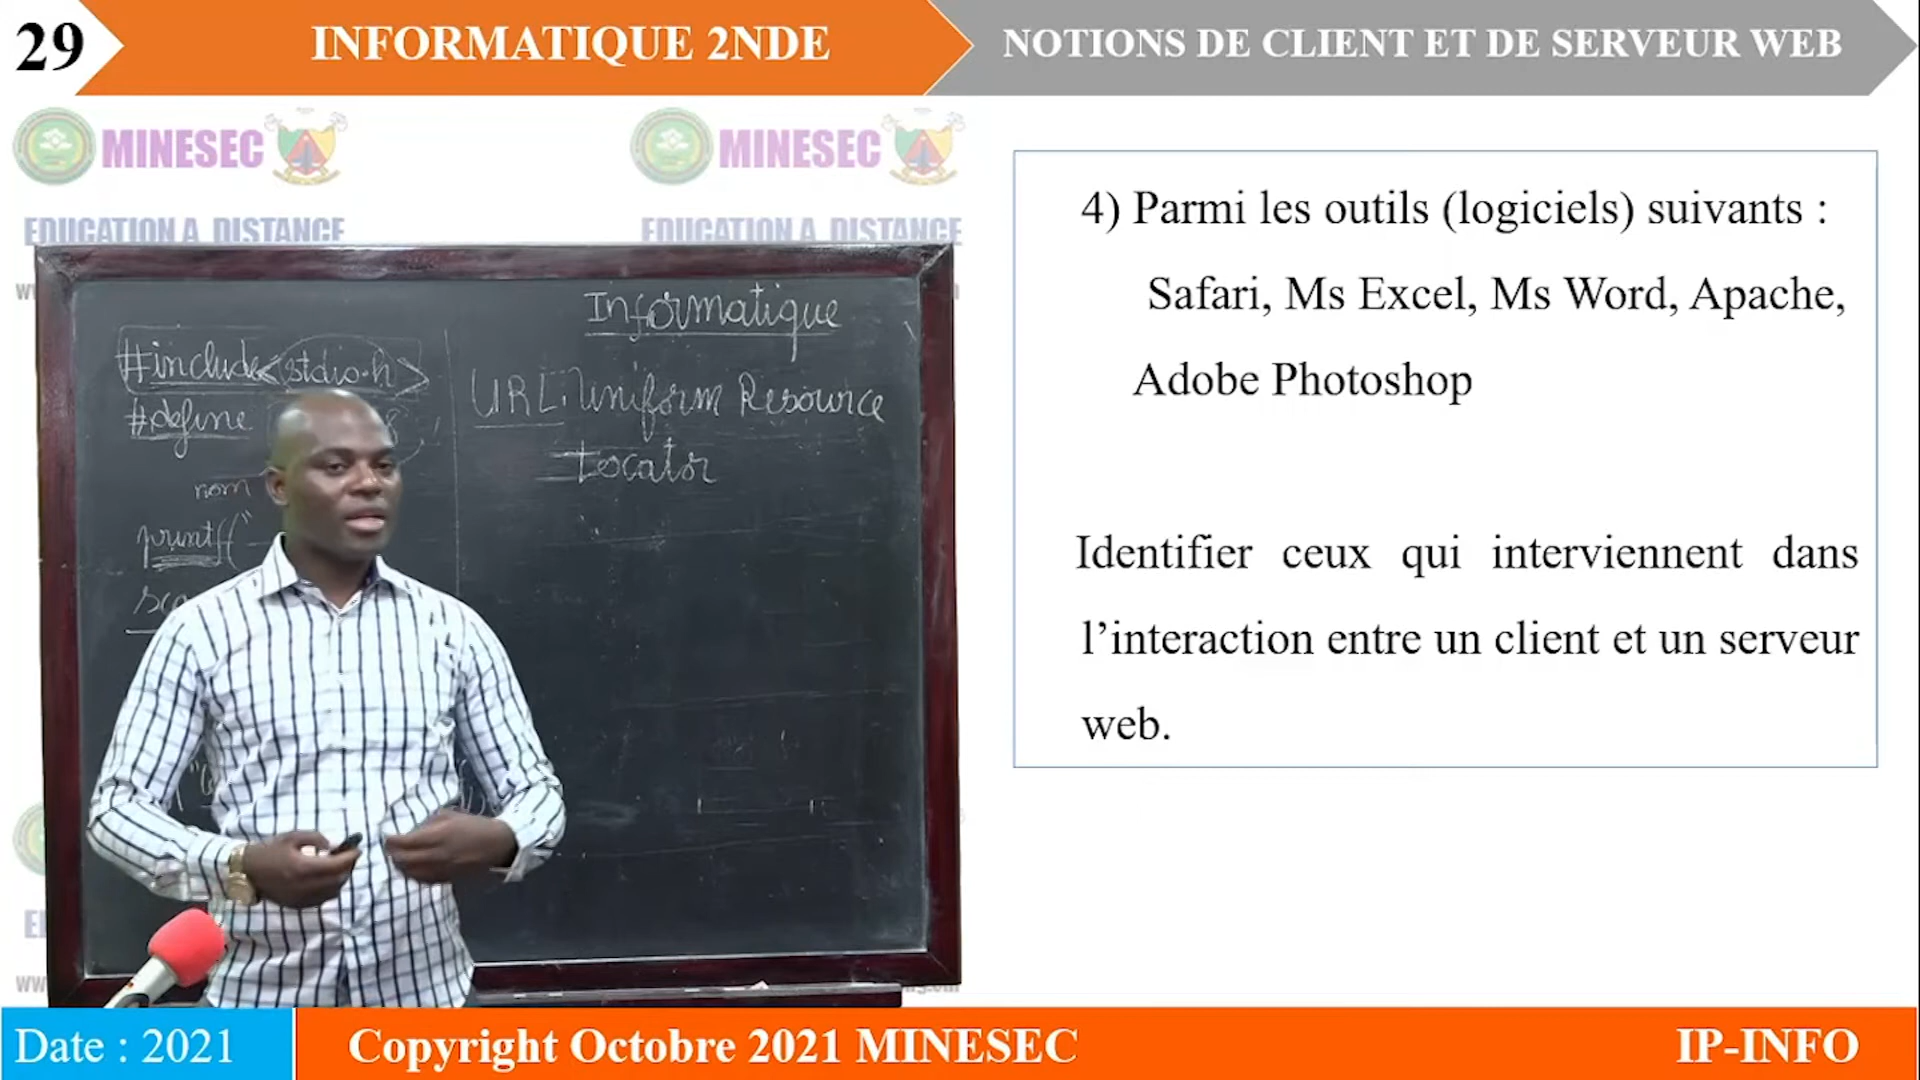 29
INFORMATIQUE 2NDE
NOTIONS DE CLIENT ET DE SERVEUR WEB
MINESEC
MINESEC
EDUCATION A DISTANCE
EDUCATION A DISTANCE
Informatique
#include <stdio.h>
#define
nom
printf("
URL: Uniform Resource
Locator
4) Parmi les outils (logiciels) suivants :
Safari, Ms Excel, Ms Word, Apache,
Adobe Photoshop
Identifier ceux qui interviennent dans
l’interaction entre un client et un serveur
web.
Date : 2021
Copyright Octobre 2021 MINESEC
IP-INFO